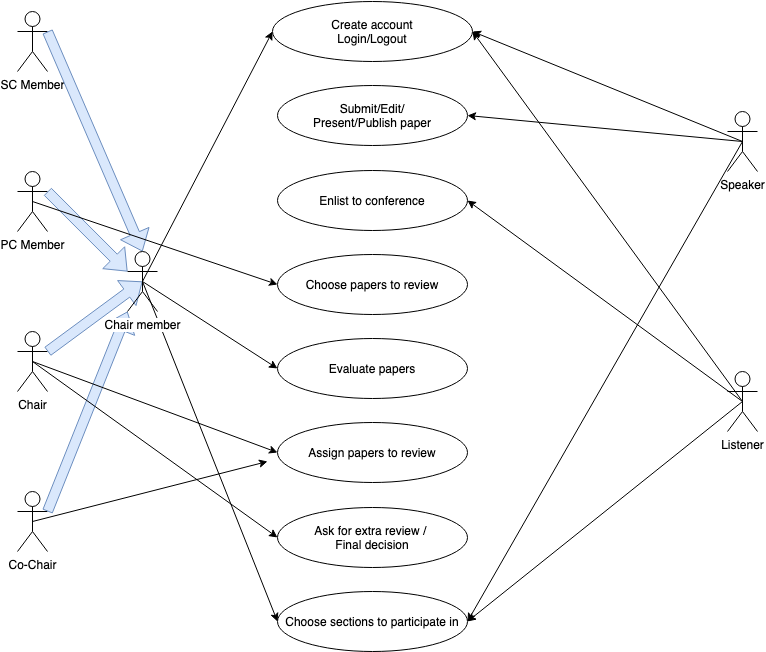 Create account
Login/Logout
SC Member
Submit/Edit/
Present/Publish paper
Speaker
Enlist to conference
PC Member
Choose papers to review
Chair member
Evaluate papers
Chair
Listener
Assign papers to review
Ask for extra review /
Final decision
Co-Chair
Choose sections to participate in